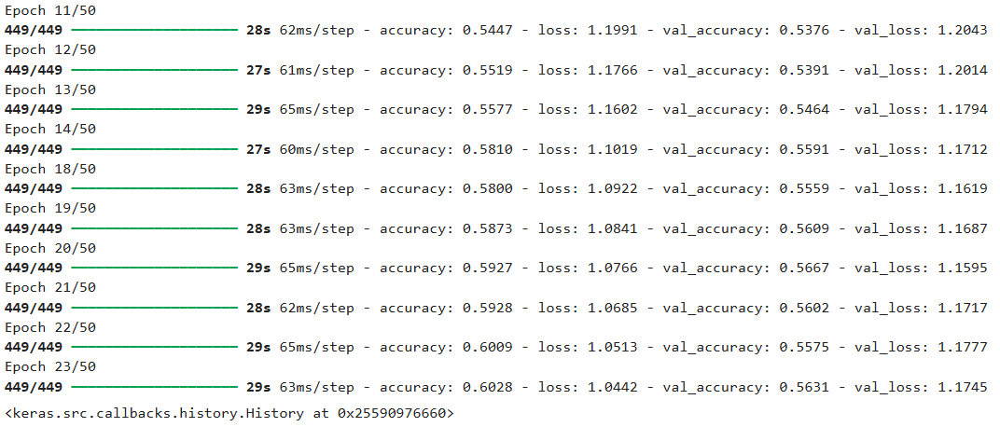 Epoch 11/50
449/449 ━━━━━━━━━━━━━━━━━━━━ 28s 62ms/step - accuracy: 0.5447 - loss: 1.1991 - val_accuracy: 0.5376 - val_loss: 1.2043
Epoch 12/50
449/449 ━━━━━━━━━━━━━━━━━━━━ 27s 61ms/step - accuracy: 0.5519 - loss: 1.1766 - val_accuracy: 0.5391 - val_loss: 1.2014
Epoch 13/50
449/449 ━━━━━━━━━━━━━━━━━━━━ 29s 65ms/step - accuracy: 0.5577 - loss: 1.1602 - val_accuracy: 0.5464 - val_loss: 1.1794
Epoch 14/50
449/449 ━━━━━━━━━━━━━━━━━━━━ 27s 60ms/step - accuracy: 0.5810 - loss: 1.1019 - val_accuracy: 0.5591 - val_loss: 1.1712
Epoch 18/50
449/449 ━━━━━━━━━━━━━━━━━━━━ 28s 63ms/step - accuracy: 0.5800 - loss: 1.0922 - val_accuracy: 0.5559 - val_loss: 1.1619
Epoch 19/50
449/449 ━━━━━━━━━━━━━━━━━━━━ 28s 63ms/step - accuracy: 0.5873 - loss: 1.0841 - val_accuracy: 0.5609 - val_loss: 1.1687
Epoch 20/50
449/449 ━━━━━━━━━━━━━━━━━━━━ 29s 65ms/step - accuracy: 0.5927 - loss: 1.0766 - val_accuracy: 0.5667 - val_loss: 1.1595
Epoch 21/50
449/449 ━━━━━━━━━━━━━━━━━━━━ 28s 62ms/step - accuracy: 0.5928 - loss: 1.0685 - val_accuracy: 0.5602 - val_loss: 1.1717
Epoch 22/50
449/449 ━━━━━━━━━━━━━━━━━━━━ 29s 65ms/step - accuracy: 0.6009 - loss: 1.0513 - val_accuracy: 0.5575 - val_loss: 1.1777
Epoch 23/50
449/449 ━━━━━━━━━━━━━━━━━━━━ 29s 63ms/step - accuracy: 0.6028 - loss: 1.0442 - val_accuracy: 0.5631 - val_loss: 1.1745
<keras.src.callbacks.history.History at 0x25590976660>